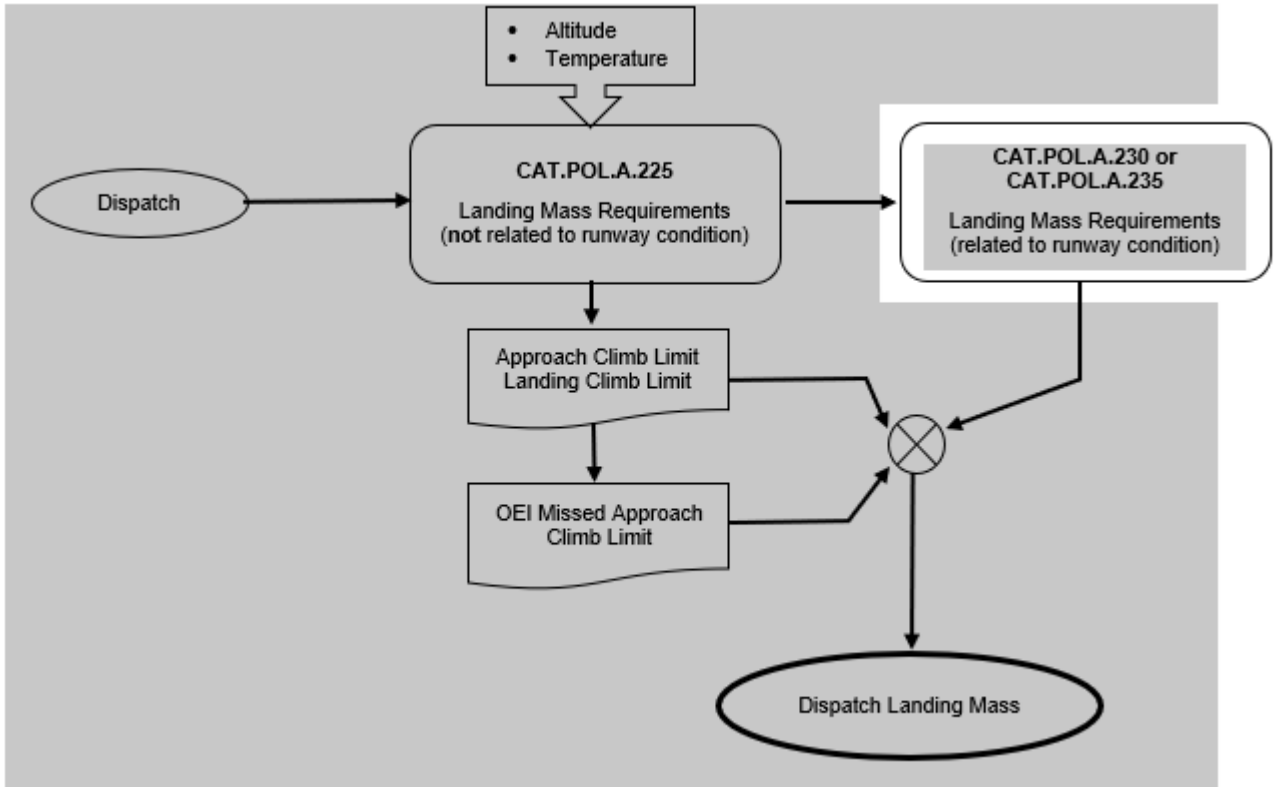 • Altitude
• Temperature
CAT.POL.A.225
Landing Mass Requirements
(not related to runway condition)
CAT.POL.A.230 or
CAT.POL.A.235
Landing Mass Requirements
(related to runway condition)
Dispatch
Approach Climb Limit
Landing Climb Limit
OEI Missed Approach
Climb Limit
Dispatch Landing Mass